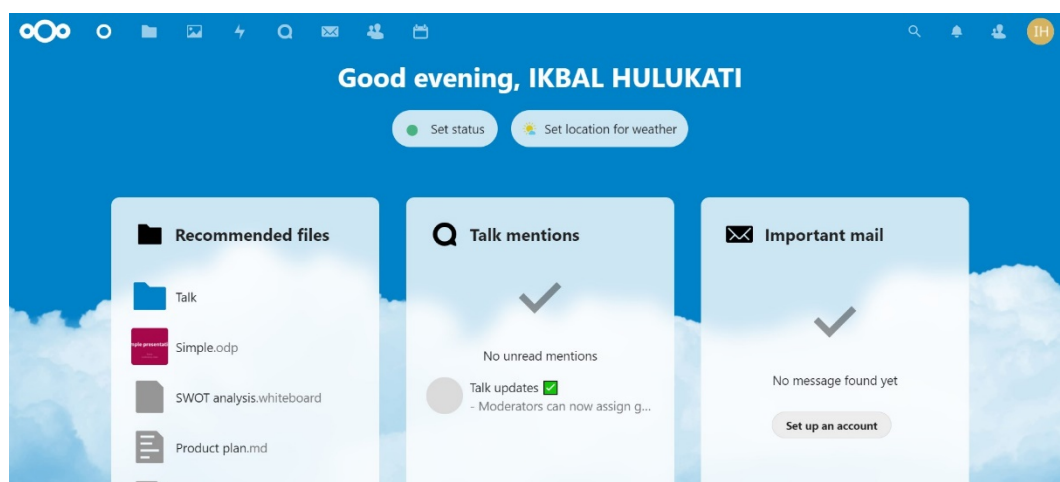 IH
Good evening, IKBAL HULUKATI
Set status
Set location for weather
Recommended files
Talk
Simple.odp
SWOT analysis.whiteboard
Product plan.md
Talk mentions
No unread mentions
Talk updates ✅
- Moderators can now assign g...
Important mail
No message found yet
Set up an account